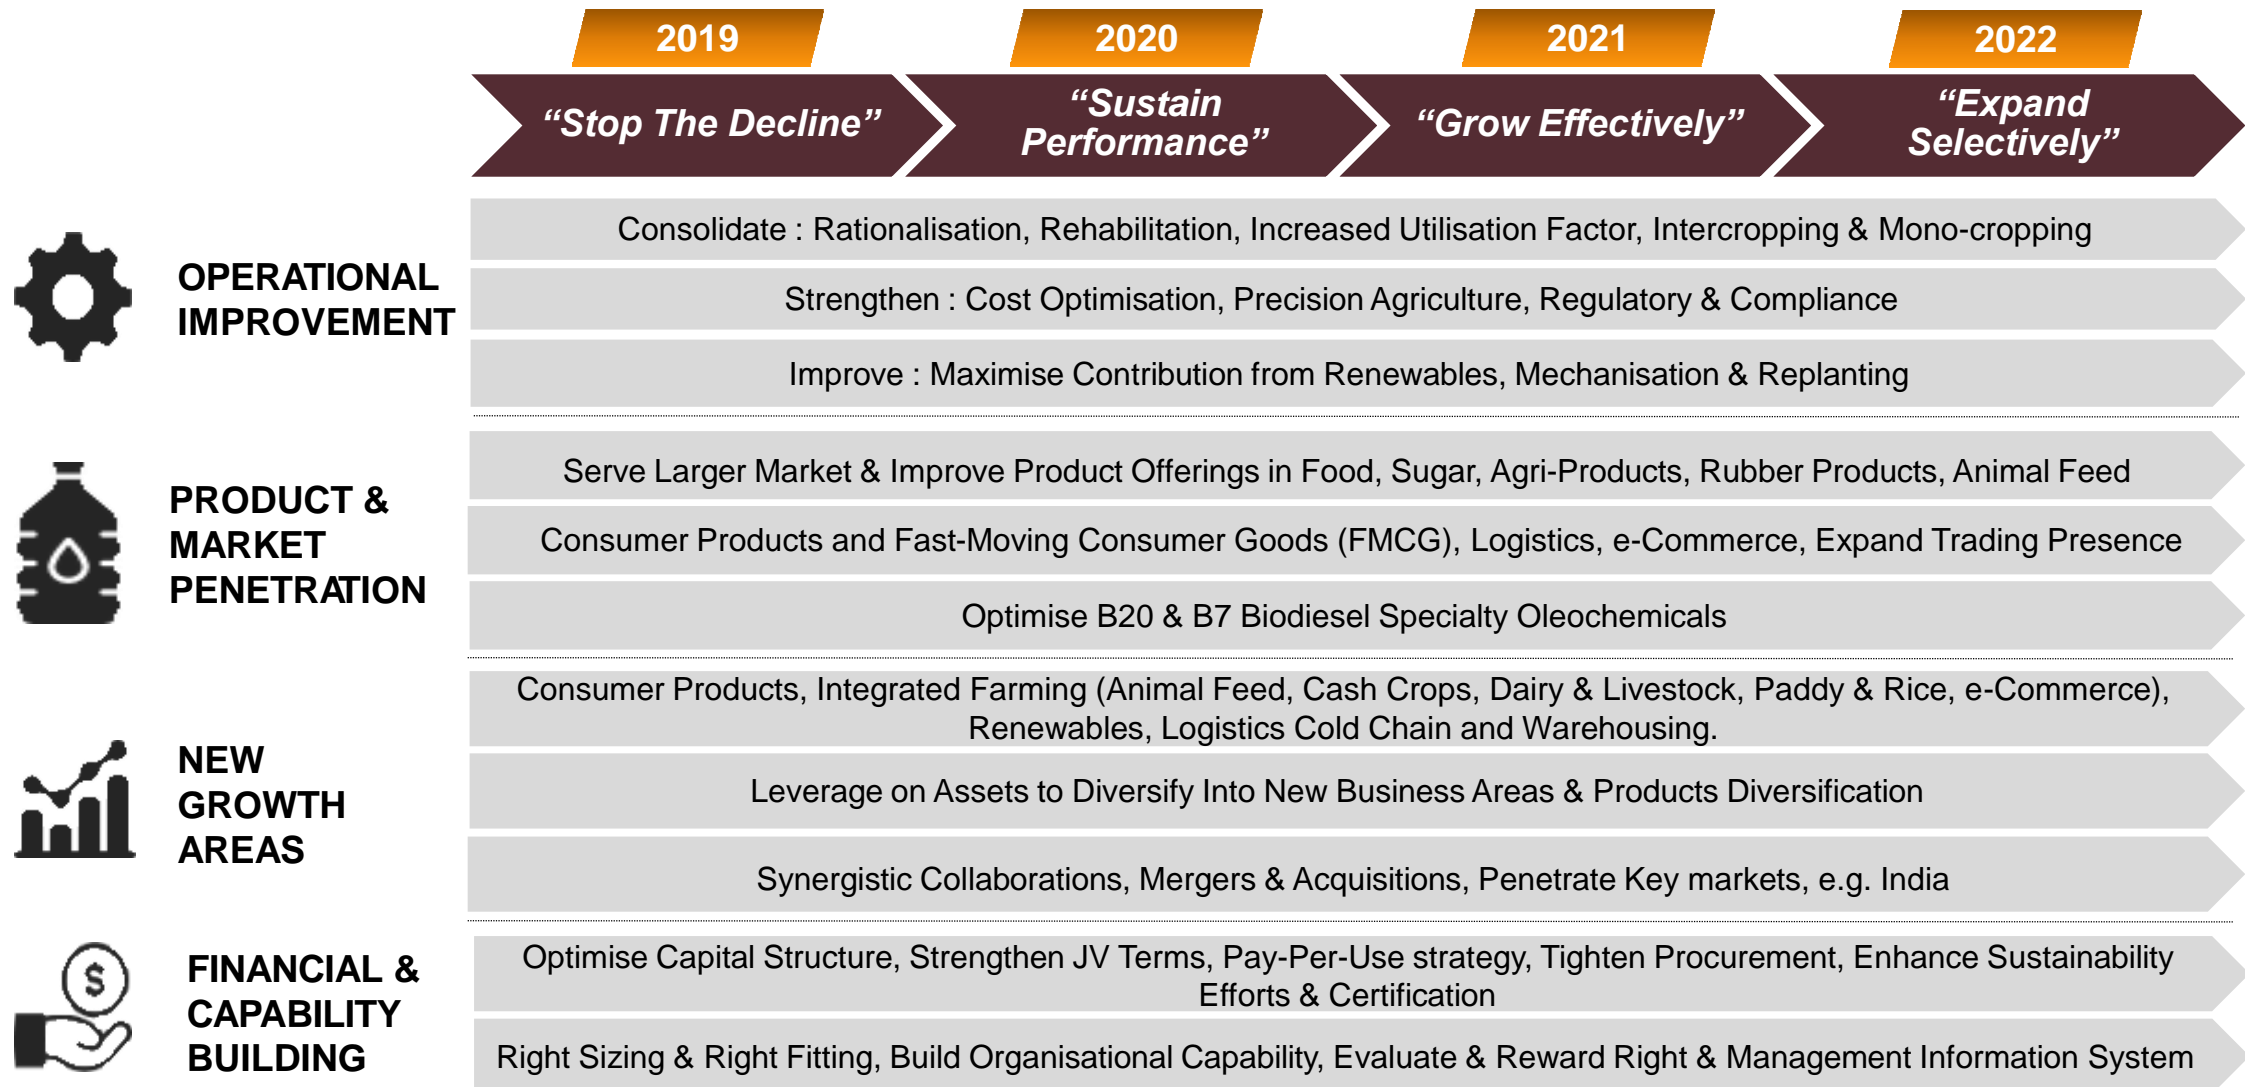 2019
2020
2021
2022
“Stop The Decline”
“Sustain
Performance”
“Grow Effectively”
“Expand
Selectively”
OPERATIONAL
IMPROVEMENT
Consolidate : Rationalisation, Rehabilitation, Increased Utilisation Factor, Intercropping & Mono-cropping
Strengthen : Cost Optimisation, Precision Agriculture, Regulatory & Compliance
Improve : Maximise Contribution from Renewables, Mechanisation & Replanting
PRODUCT &
MARKET
PENETRATION
Serve Larger Market & Improve Product Offerings in Food, Sugar, Agri-Products, Rubber Products, Animal Feed
Consumer Products and Fast-Moving Consumer Goods (FMCG), Logistics, e-Commerce, Expand Trading Presence
Optimise B20 & B7 Biodiesel Specialty Oleochemicals
NEW
GROWTH
AREAS
Consumer Products, Integrated Farming (Animal Feed, Cash Crops, Dairy & Livestock, Paddy & Rice, e-Commerce),
Renewables, Logistics Cold Chain and Warehousing.
Leverage on Assets to Diversify Into New Business Areas & Products Diversification
Synergistic Collaborations, Mergers & Acquisitions, Penetrate Key markets, e.g. India
$
FINANCIAL &
CAPABILITY
BUILDING
Optimise Capital Structure, Strengthen JV Terms, Pay-Per-Use strategy, Tighten Procurement, Enhance Sustainability
Efforts & Certification
Right Sizing & Right Fitting, Build Organisational Capability, Evaluate & Reward Right & Management Information System